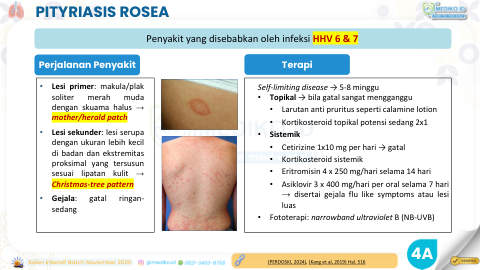 PITYRIASIS ROSEA
Penyakit yang disebabkan oleh infeksi HHV 6 & 7
Perjalanan Penyakit
• Lesi primer: makula/plak
soliter merah muda
dengan skuama halus →
mother/herald patch
• Lesi sekunder: lesi serupa
dengan ukuran lebih kecil
di badan dan ekstremitas
proksimal yang tersusun
sesuai lipatan kulit →
Christmas-tree pattern
• Gejala: gatal ringan-
sedang
Terapi
Self-limiting disease → 5-8 minggu
• Topikal → bila gatal sangat mengganggu
• Larutan anti pruritus seperti calamine lotion
• Kortikosteroid topikal potensi sedang 2x1
• Sistemik
• Cetirizine 1x10 mg per hari → gatal
• Kortikosteroid sistemik
• Eritromisin 4 x 250 mg/hari selama 14 hari
• Asiklovir 3 x 400 mg/hari per oral selama 7 hari
→ disertai gejala flu like symptoms atau lesi
luas
• Fototerapi: narrowband ultraviolet B (NB-UVB)
4A
(PERDOSKI, 2024), (Kang et al, 2019) Hal. 516